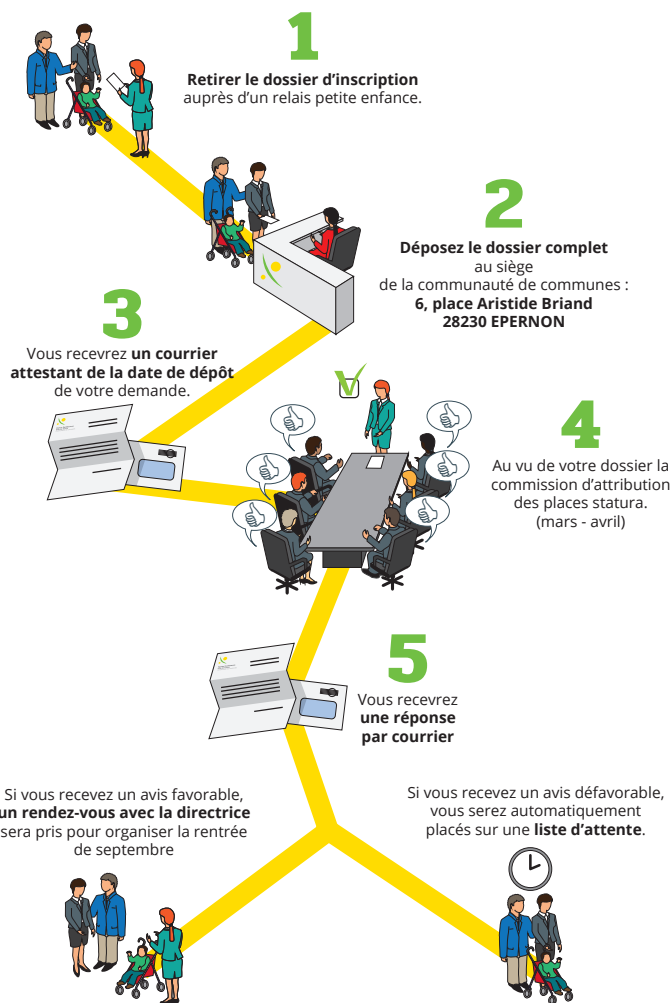 1
Retirer le dossier d'inscription
auprès d'un relais petite enfance.
2
Déposez le dossier complet
au siège
de la communauté de communes :
6, place Aristide Briand
28230 EPERNON
3
Vous recevrez un courrier
attestant de la date de dépôt
de votre demande.
4
Au vu de votre dossier la
commission d'attribution
des places statura.
(mars - avril)
5
Vous recevrez
une réponse
par courrier
Si vous recevez un avis favorable,
un rendez-vous avec la directrice
sera pris pour organiser la rentrée
de septembre
Si vous recevez un avis défavorable,
vous serez automatiquement
placés sur une liste d'attente.